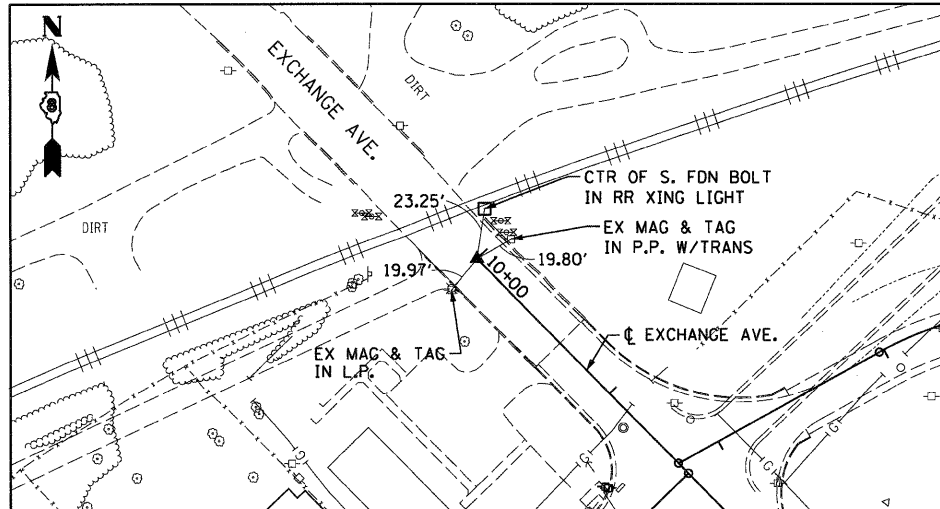 N
8
EXCHANGE AVE.
DIRT
CTR OF S. FDN BOLT
IN RR XING LIGHT
23.25'
EX MAG & TAG
IN P.P. W/TRANS
DIRT
19.80'
10+00
19.97'
℄ EXCHANGE AVE.
EX MAG & TAG
IN L.P.
G
G
G
G